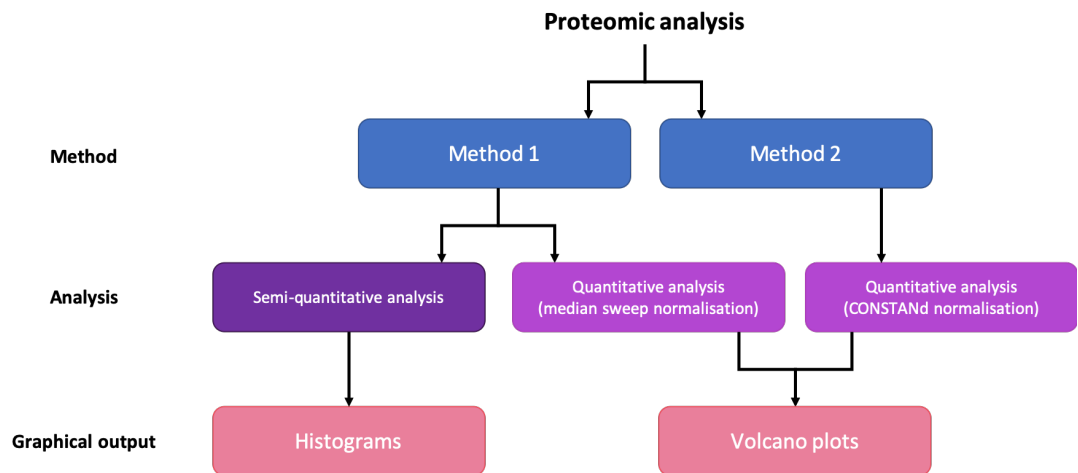 Proteomic analysis
Method
Method 1
Method 2
Analysis
Semi-quantitative analysis
Quantitative analysis
(median sweep normalisation)
Quantitative analysis
(CONSTANd normalisation)
Graphical output
Histograms
Volcano plots